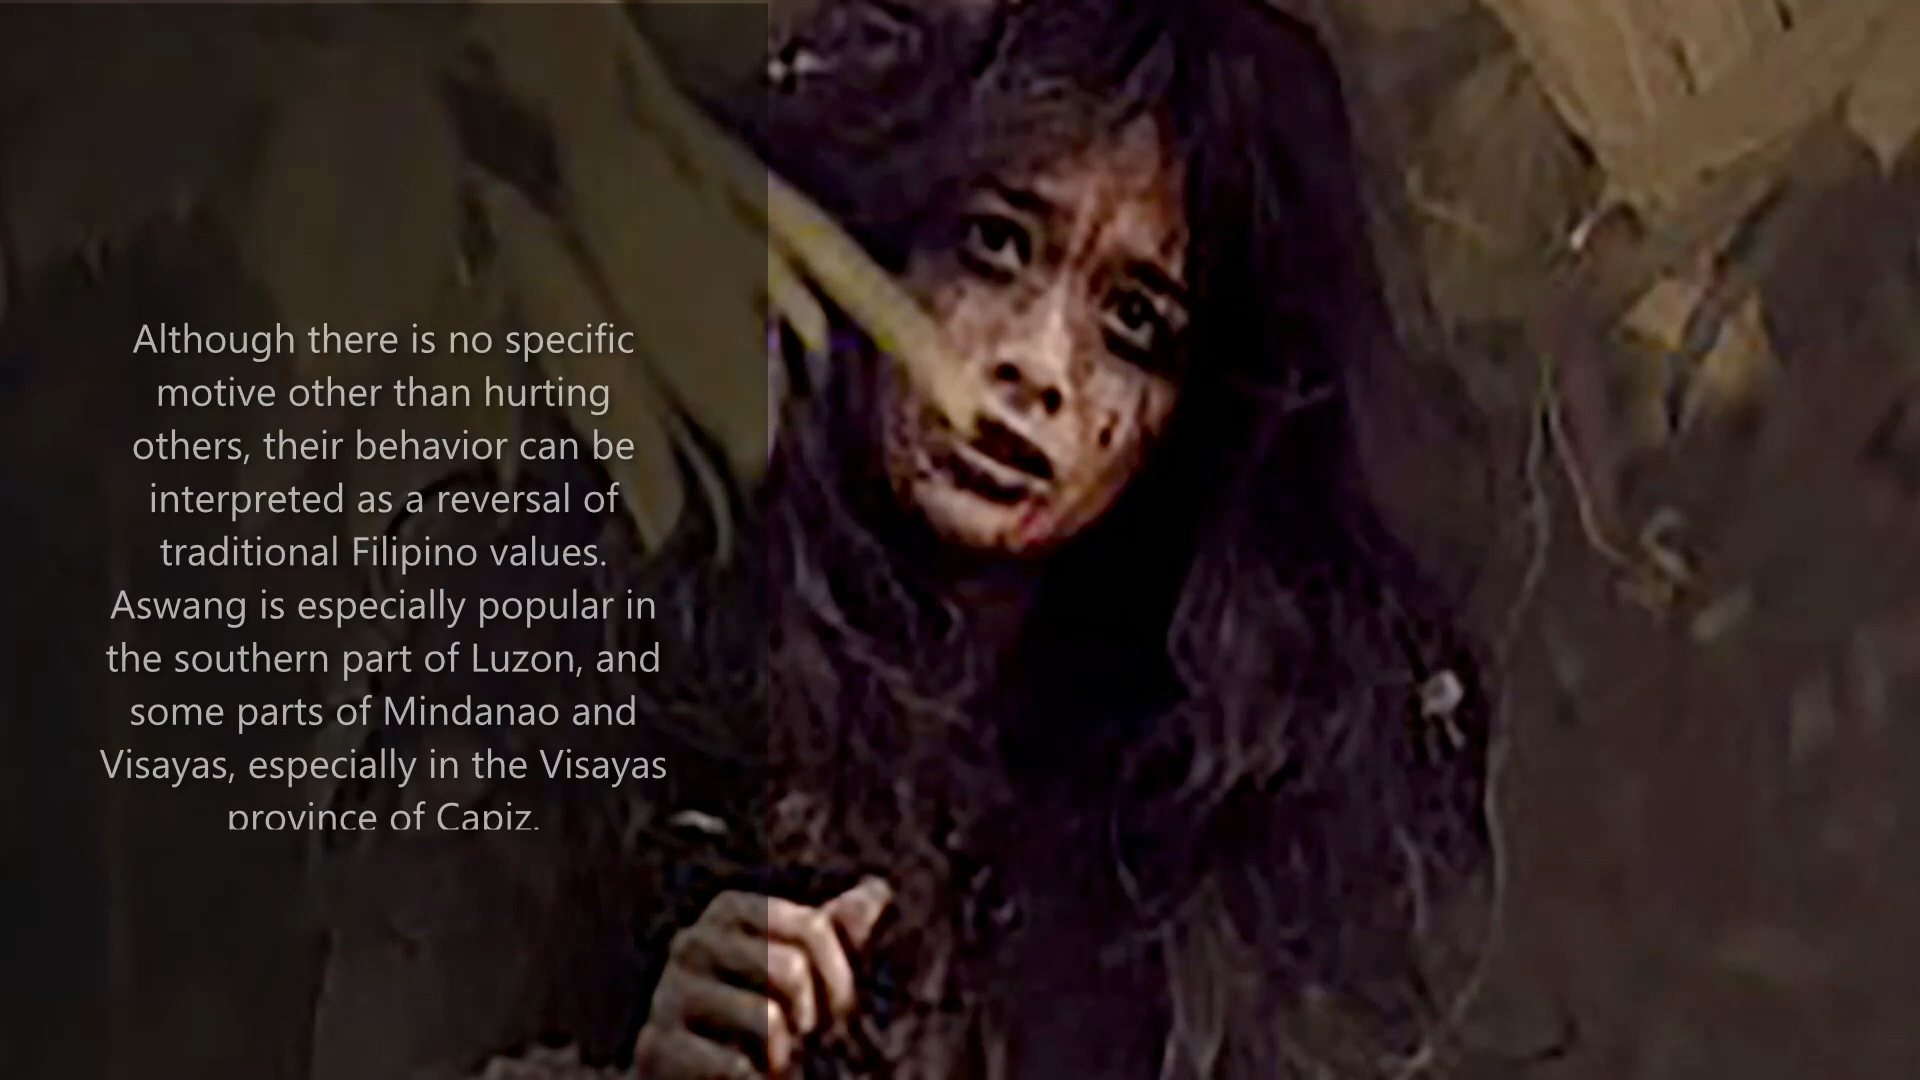 Although there is no specific
motive other than hurting
others, their behavior can be
interpreted as a reversal of
traditional Filipino values.
Aswang is especially popular in
the southern part of Luzon, and
some parts of Mindanao and
Visayas, especially in the Visayas
province of Capiz.